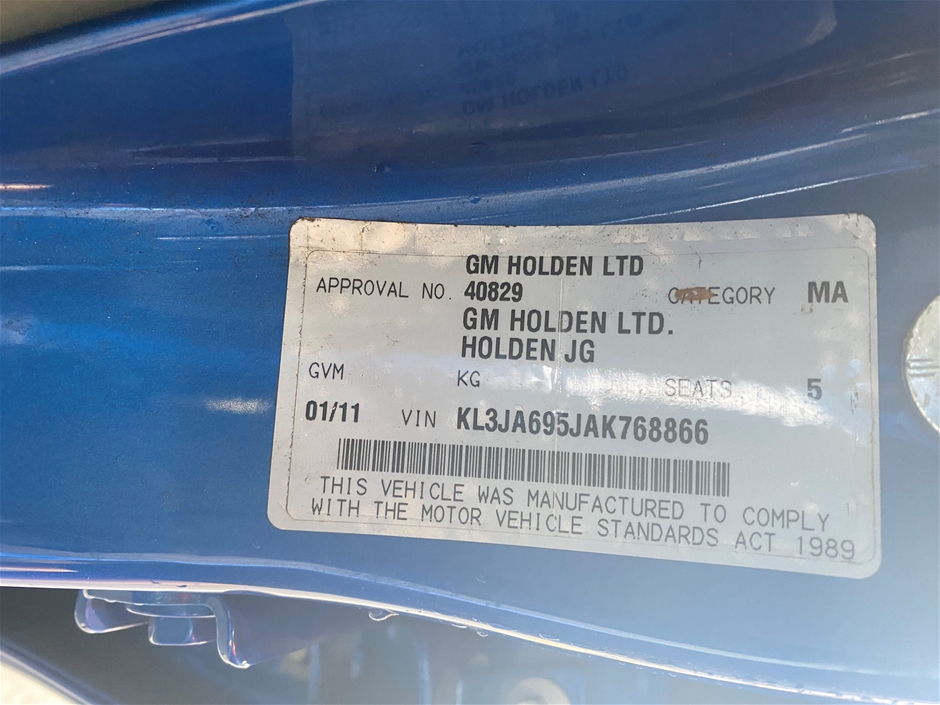 GM HOLDEN LTD
APPROVAL NO. 40829 CATEGORY MA
GM HOLDEN LTD.
HOLDEN JG
GVM KG SEATS 5
01/11 VIN KL3JA695JAK768866
THIS VEHICLE WAS MANUFACTURED TO COMPLY
WITH THE MOTOR VEHICLE STANDARDS ACT 1989